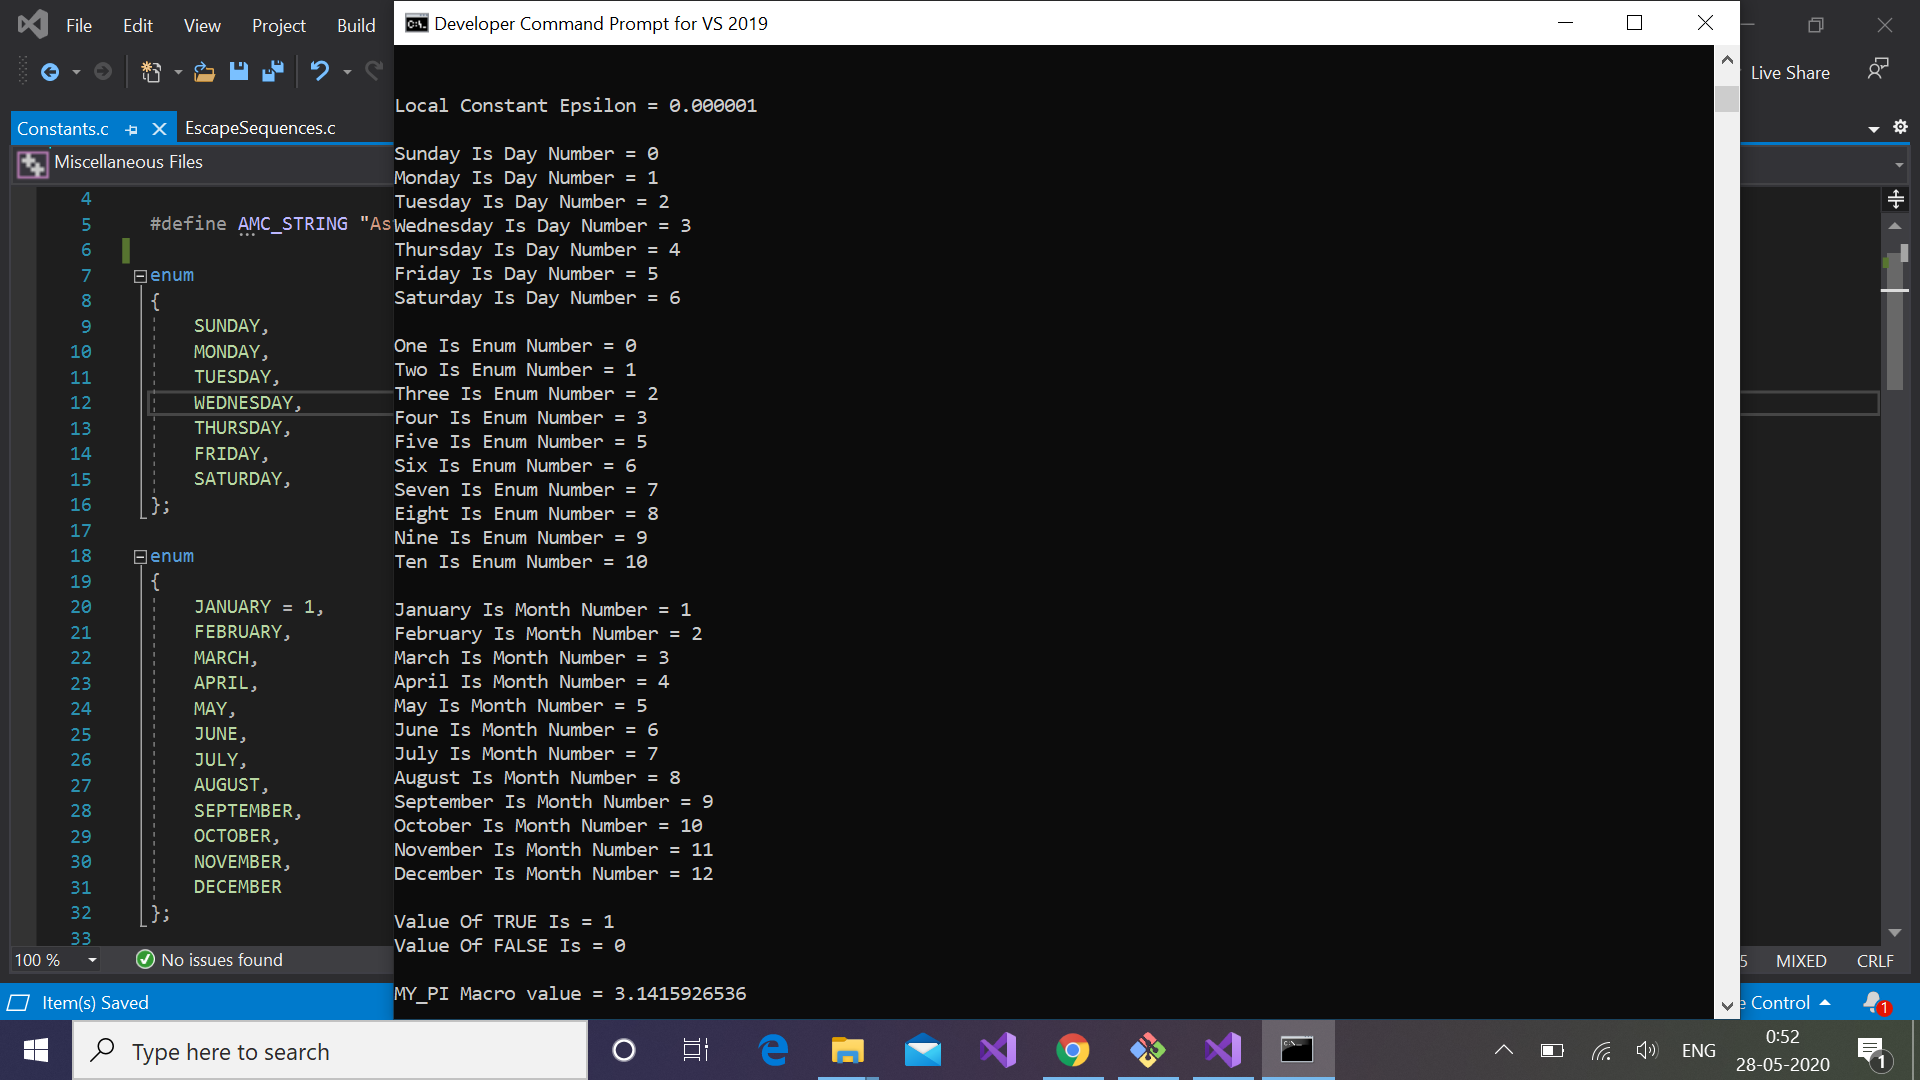 File Edit View Project Build
Developer Command Prompt for VS 2019
Live Share
Constants.c EscapeSequences.c
Miscellaneous Files
4
5 #define AMC_STRING "As
6
7 enum
8 {
9 SUNDAY,
10 MONDAY,
11 TUESDAY,
12 WEDNESDAY,
13 THURSDAY,
14 FRIDAY,
15 SATURDAY,
16 };
17
18 enum
19 {
20 JANUARY = 1,
21 FEBRUARY,
22 MARCH,
23 APRIL,
24 MAY,
25 JUNE,
26 JULY,
27 AUGUST,
28 SEPTEMBER,
29 OCTOBER,
30 NOVEMBER,
31 DECEMBER
32 };
33
100 % No issues found
Item(s) Saved
Local Constant Epsilon = 0.000001
Sunday Is Day Number = 0
Monday Is Day Number = 1
Tuesday Is Day Number = 2
Wednesday Is Day Number = 3
Thursday Is Day Number = 4
Friday Is Day Number = 5
Saturday Is Day Number = 6
One Is Enum Number = 0
Two Is Enum Number = 1
Three Is Enum Number = 2
Four Is Enum Number = 3
Five Is Enum Number = 5
Six Is Enum Number = 6
Seven Is Enum Number = 7
Eight Is Enum Number = 8
Nine Is Enum Number = 9
Ten Is Enum Number = 10
January Is Month Number = 1
February Is Month Number = 2
March Is Month Number = 3
April Is Month Number = 4
May Is Month Number = 5
June Is Month Number = 6
July Is Month Number = 7
August Is Month Number = 8
September Is Month Number = 9
October Is Month Number = 10
November Is Month Number = 11
December Is Month Number = 12
Value Of TRUE Is = 1
Value Of FALSE Is = 0
MY_PI Macro value = 3.1415926536
5 MIXED CRLF
e Control 1
Type here to search
ENG
0:52
28-05-2020
1